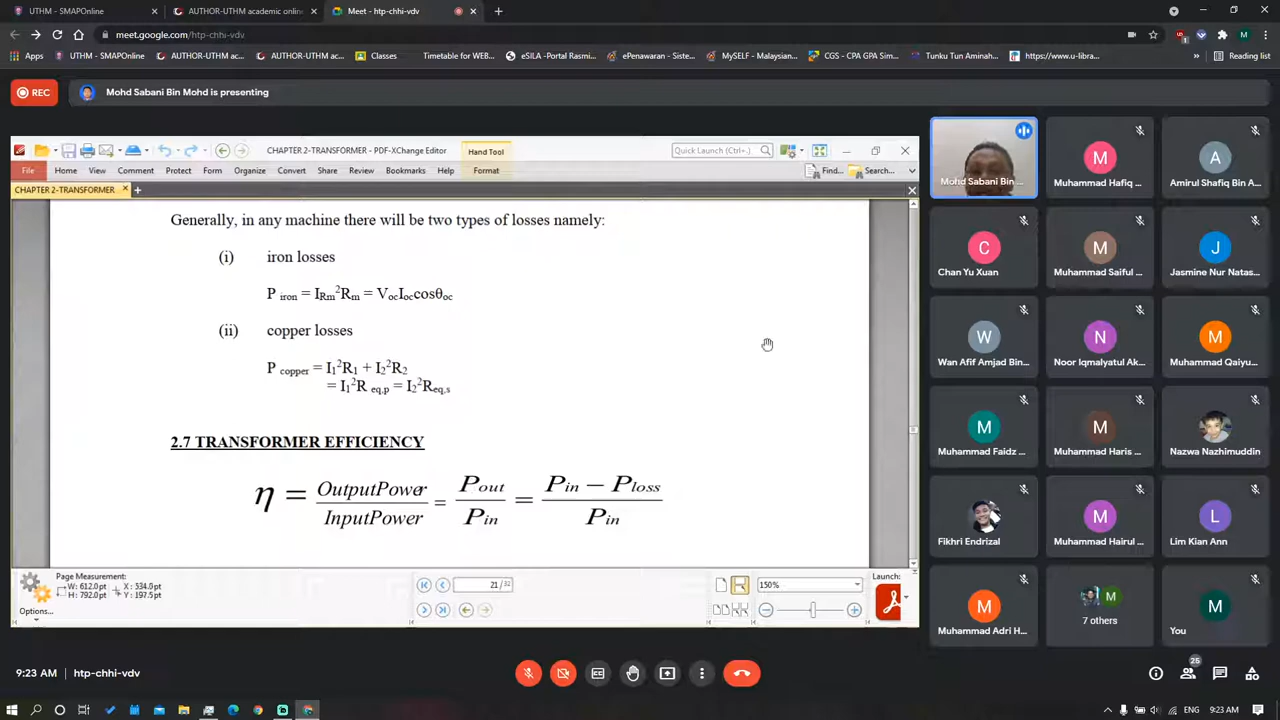 UTHM - SMAPOnline
AUTHOR-UTHM academic onlin
Meet - htp-chhi-vdv
meet.google.com/htp-chhi-vdv
Apps
UTHM - SMAPOnline
AUTHOR-UTHM ac...
AUTHOR-UTHM ac...
Classes
Timetable for WEB...
eSILA -Portal Rasmi...
ePenawaran - Siste...
MySELF - Malaysian...
CGS - CPA GPA Sim...
Tunku Tun Aminah...
https://www.u-libra...
Reading list
REC
Mohd Sabani Bin Mohd is presenting
CHAPTER 2-TRANSFORMER - PDF-XChange Editor
Hand Tool
Quick Launch (Ctrl+.)
File
Home
View
Comment
Protect
Form
Organize
Convert
Share
Review
Bookmarks
Help
Format
Find...
Search...
CHAPTER 2-TRANSFORMER
Generally, in any machine there will be two types of losses namely:
(i) iron losses
P iron = I_Rm²R_m = V_ocI_oc cosθ_oc
(ii) copper losses
P copper = I₁²R₁ + I₂²R₂
= I₁²R eq,p = I₂²Req,s
2.7 TRANSFORMER EFFICIENCY
η = OutputPower / InputPower = Pout / Pin = Pin − Ploss / Pin
Page Measurement:
W: 612.0pt
X: 534.0pt
H: 792.0pt
Y: 197.5pt
Options...
21 / 32
150%
Launch:
Mohd Sabani Bin ...
Muhammad Hafiq ...
Amirul Shafiq Bin A...
Chan Yu Xuan
Muhammad Saiful ...
Jasmine Nur Natas...
Wan Afif Amjad Bin...
Noor Iqmalyatul Ak...
Muhammad Qaiyu...
Muhammad Faidz ...
Muhammad Haris ...
Nazwa Nazhimuddin
Fikhri Endrizal
Muhammad Hairul ...
Lim Kian Ann
Muhammad Adri H...
7 others
You
M
A
C
M
J
W
N
M
M
M
M
L
M
M
M
9:23 AM
htp-chhi-vdv
25
ENG
9:23 AM